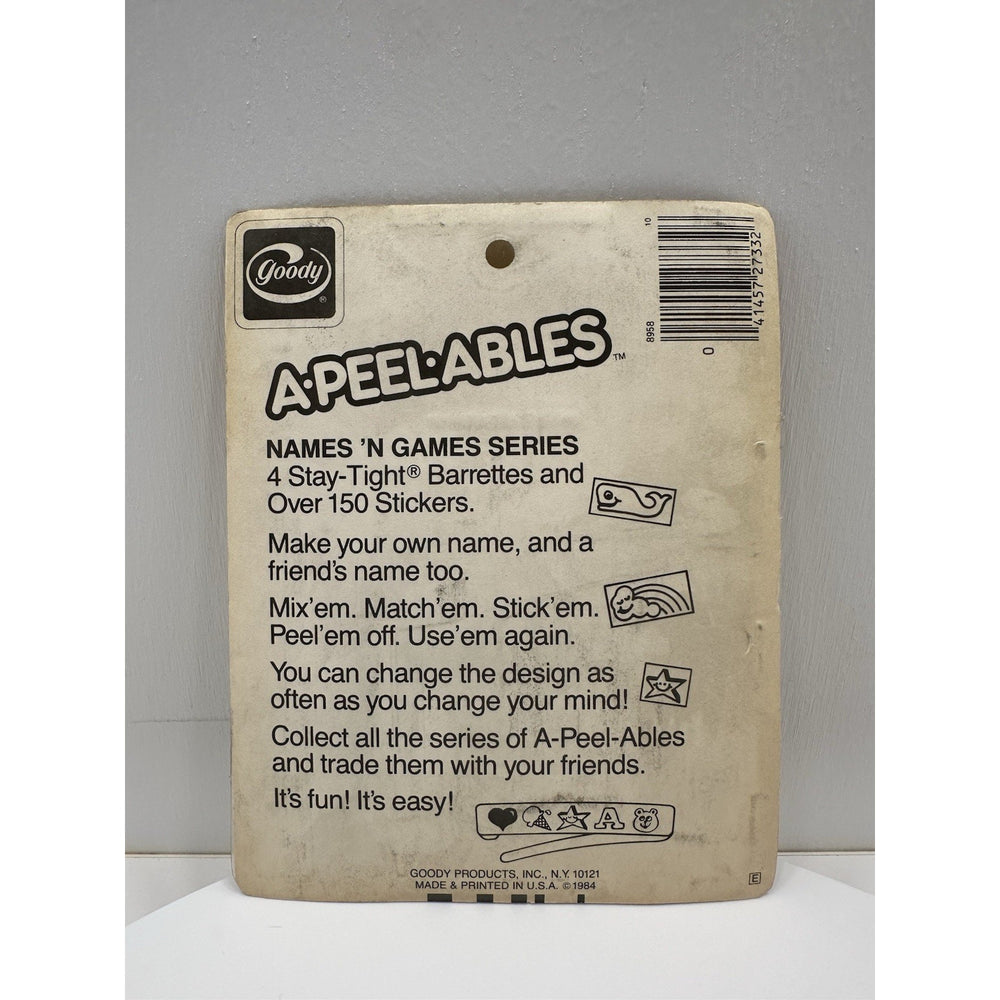 goody
®
10
8958
41457 27332
0
A·PEEL·ABLES™
NAMES 'N GAMES SERIES
4 Stay-Tight® Barrettes and
Over 150 Stickers.
Make your own name, and a
friend's name too.
Mix'em. Match'em. Stick'em.
Peel'em off. Use'em again.
You can change the design as
often as you change your mind!
Collect all the series of A-Peel-Ables
and trade them with your friends.
It's fun! It's easy!
A
GOODY PRODUCTS, INC., N.Y. 10121
MADE & PRINTED IN U.S.A. ©1984
E